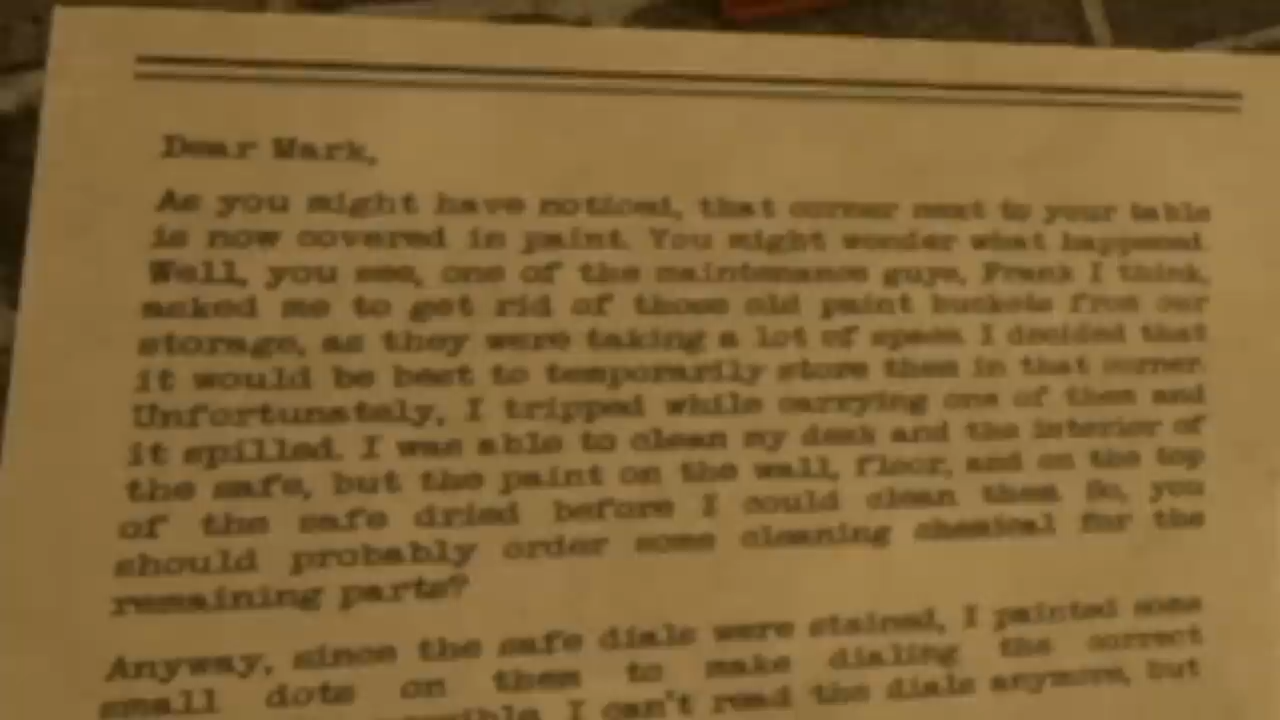 Dear Mark,
As you might have noticed, that corner next to your table
is now covered in paint. You might wonder what happened.
Well, you see, one of the maintenance guys, Frank I think,
asked me to get rid of those old paint buckets from our
storage, as they were taking a lot of space. I decided that
it would be best to temporarily store them in that corner.
Unfortunately, I tripped while carrying one of them and
it spilled. I was able to clean my desk and the interior of
the safe, but the paint on the wall, floor, and on the top
of the safe dried before I could clean them. So, you
should probably order some cleaning chemical for the
remaining parts?
Anyway, since the safe dials were stained, I painted some
small dots on them to make dialing the correct
I can't read the dials anymore, but